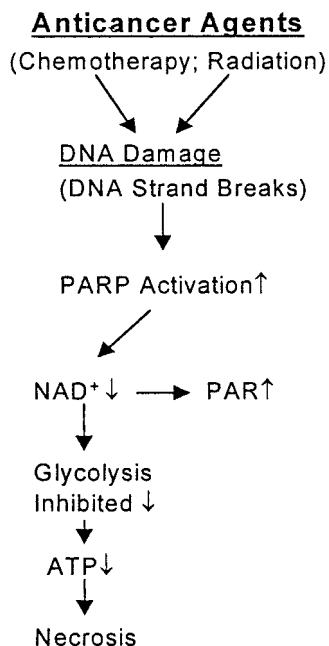 Anticancer Agents
(Chemotherapy; Radiation)
DNA Damage
(DNA Strand Breaks)
PARP Activation↑
NAD⁺↓ → PAR↑
Glycolysis
Inhibited ↓
ATP↓
Necrosis